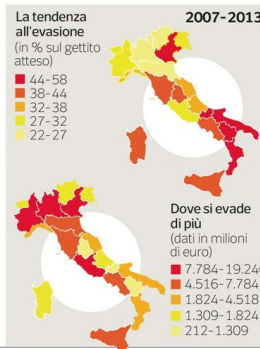 La tendenza
all'evasione
(in % sul gettito
atteso)
44-58
38-44
32-38
27-32
22-27
2007-2013
Dove si evade
di più
(dati in milioni
di euro)
7.784-19.240
4.516-7.784
1.824-4.518
1.309-1.824
212-1.309